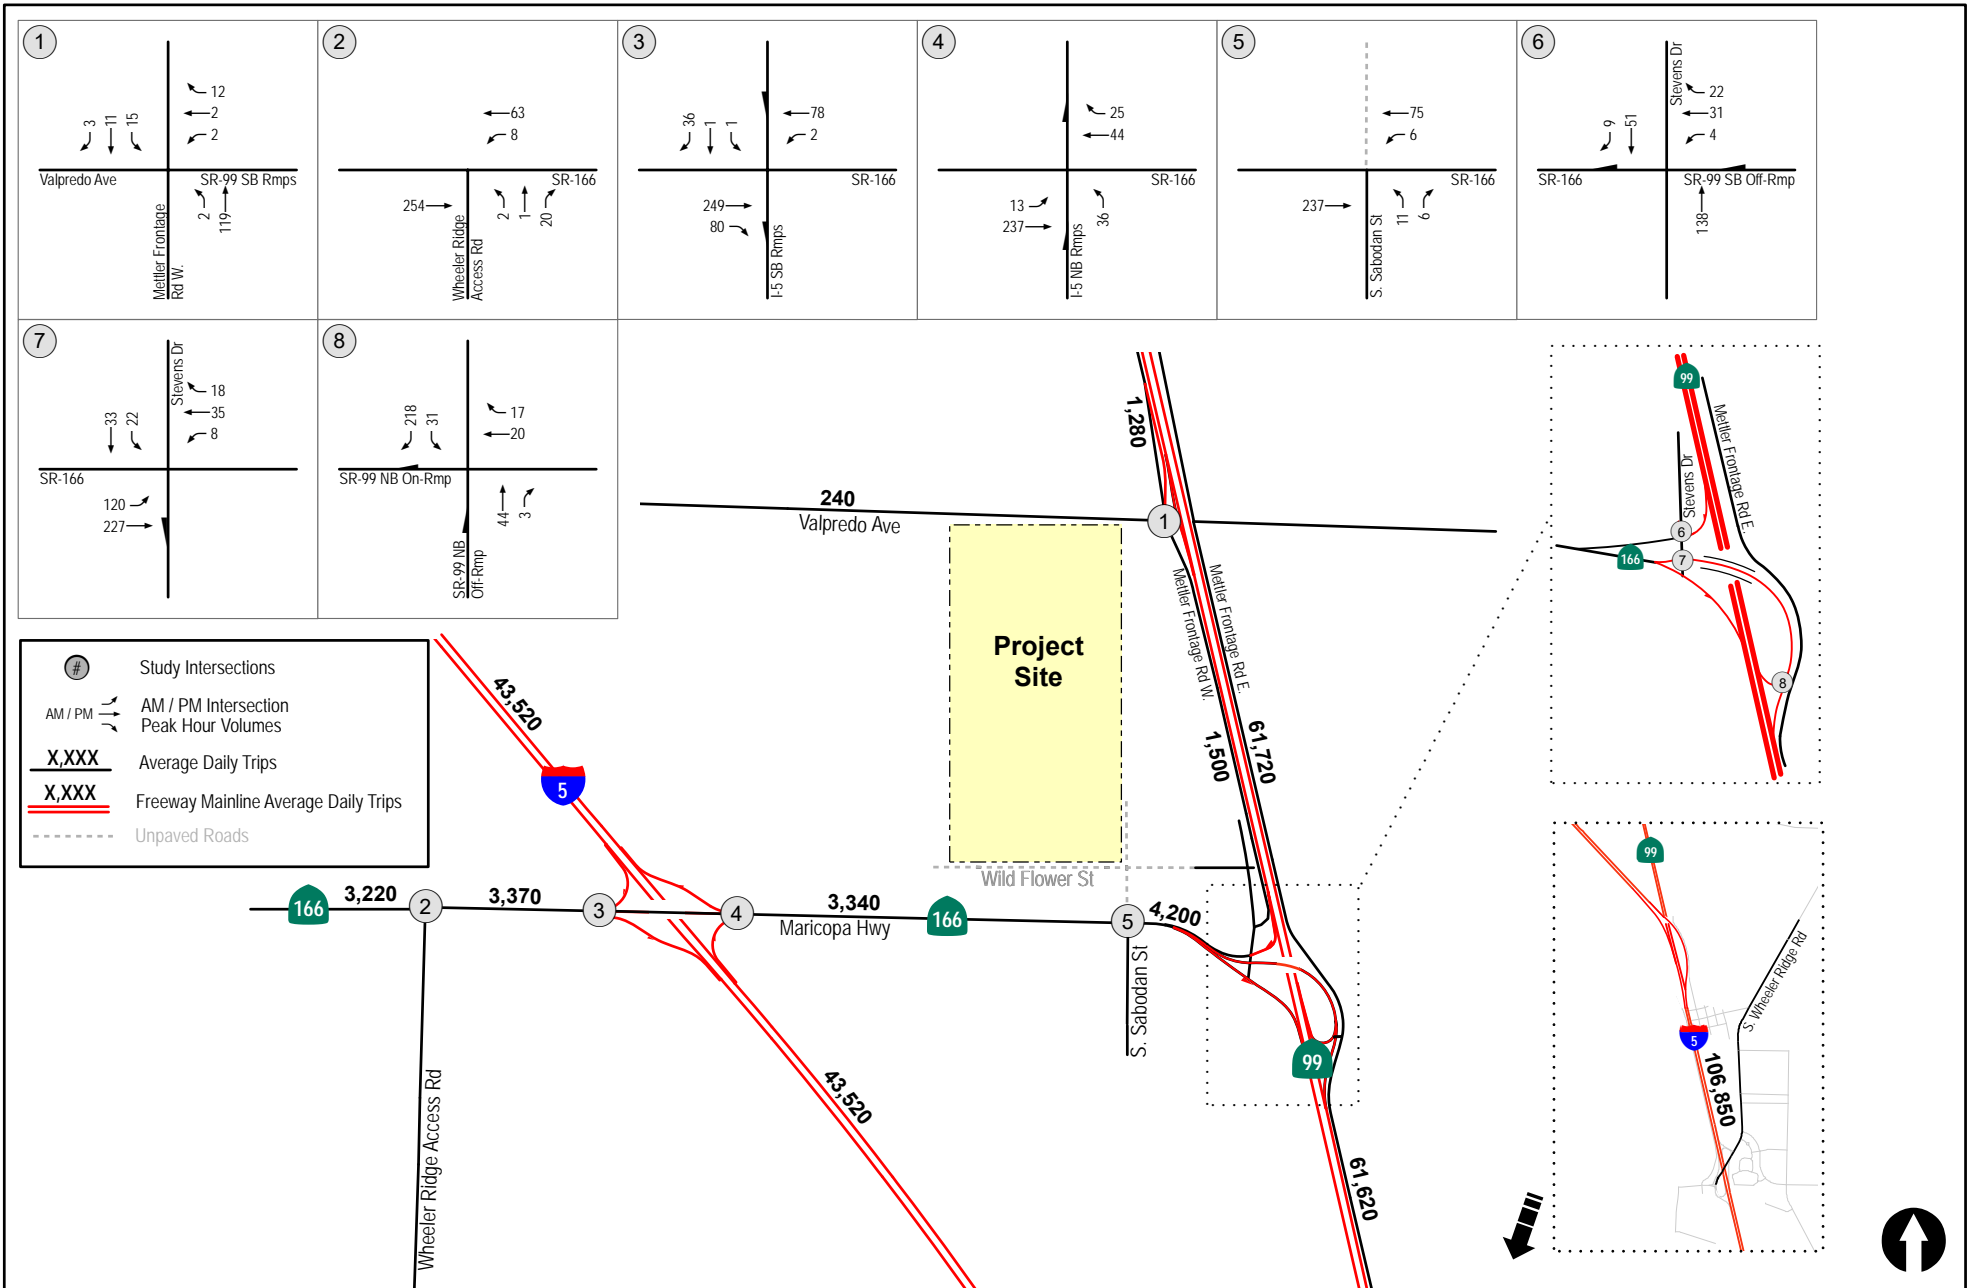 1
12
2
2
3
11
15
Valpredo Ave
SR-99 SB Rmps
2
119
Mettler Frontage
Rd W.
2
63
8
SR-166
254
2
1
20
Wheeler Ridge
Access Rd
3
36
1
1
78
2
SR-166
249
80
I-5 SB Rmps
4
25
44
SR-166
13
237
36
I-5 NB Rmps
5
75
6
SR-166
237
11
6
S. Sabodan St
6
Stevens Dr
9
51
22
31
4
SR-166
SR-99 SB Off-Rmp
138
7
Stevens Dr
33
22
18
35
8
SR-166
120
227
8
218
31
17
20
SR-99 NB On-Rmp
44
3
SR-99 NB
Off-Rmp
#
Study Intersections
AM / PM
AM / PM Intersection
Peak Hour Volumes
X,XXX
Average Daily Trips
X,XXX
Freeway Mainline Average Daily Trips
Unpaved Roads
1,280
240
Valpredo Ave
1
Project
Site
Mettler Frontage Rd W.
Mettler Frontage Rd E.
1,500
61,720
43,520
5
Wild Flower St
166
3,220
2
3,370
3
4
3,340
Maricopa Hwy
166
5
4,200
S. Sabodan St
Wheeler Ridge Access Rd
43,520
99
61,620
99
Mettler Frontage Rd E.
Stevens Dr
6
7
166
8
99
S. Wheeler Ridge Rd
5
106,850